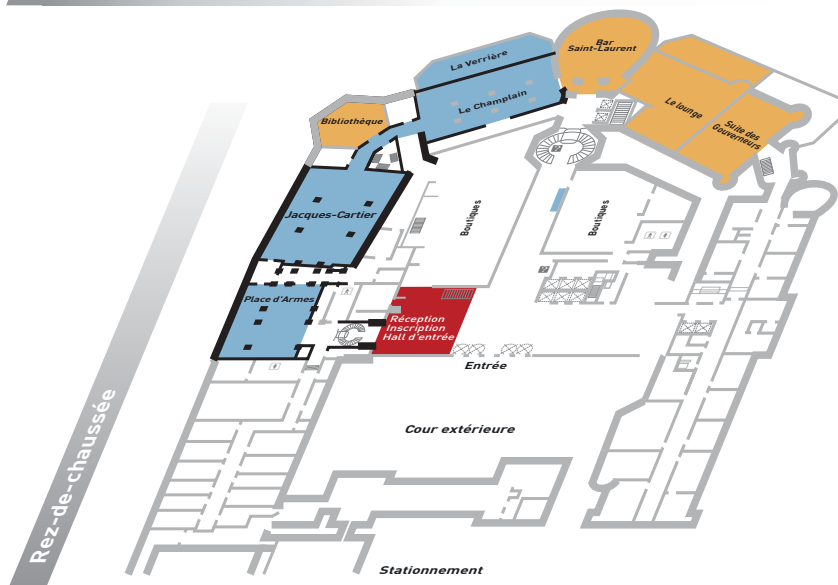 Bar
Saint-Laurent
La Verrière
Le Champlain
Le lounge
Suite des
Gouverneurs
Bibliothèque
Jacques-Cartier
Boutiques
Boutiques
Place d'Armes
Réception
Inscription
Hall d'entrée
Entrée
Cour extérieure
Rez-de-chaussée
Stationnement